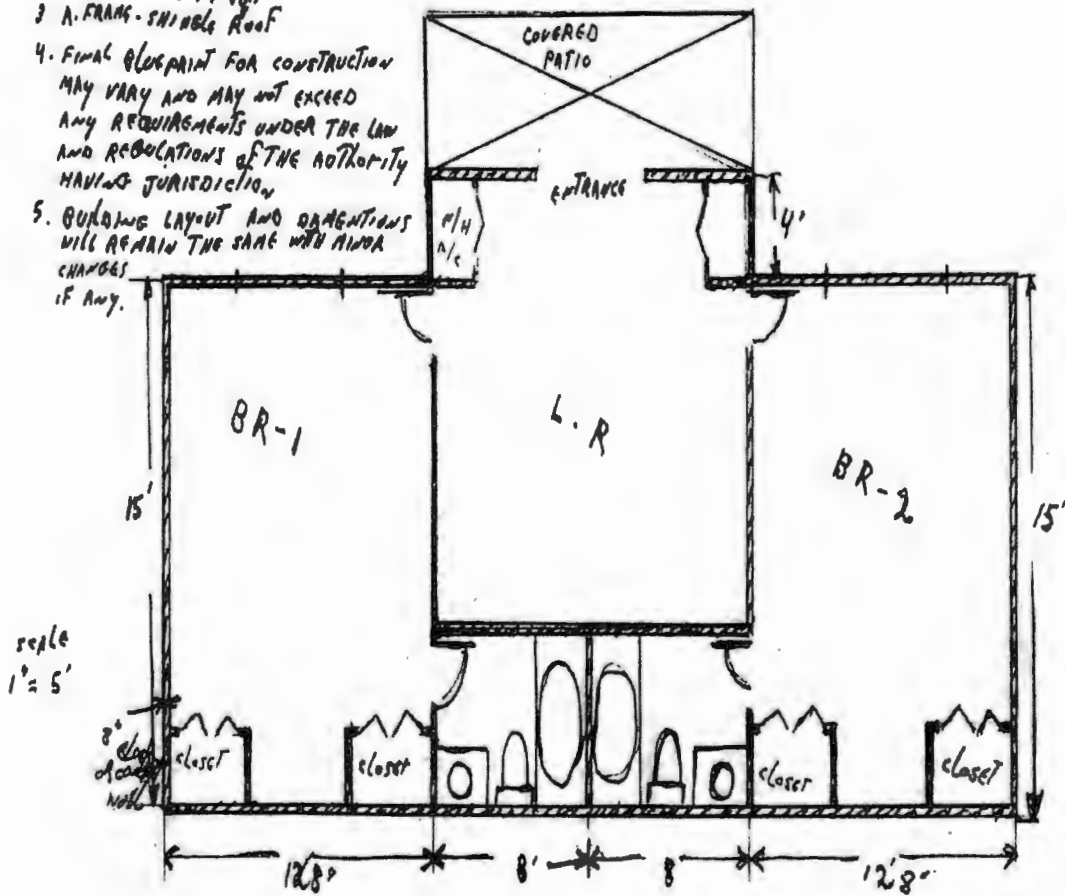 3 A. FRAME - SHINGLE ROOF
4. FINAL BLUEPRINT FOR CONSTRUCTION
MAY VARY AND MAY NOT EXCEED
ANY REQUIREMENTS UNDER THE LAW
AND REGULATIONS OF THE AUTHORITY
HAVING JURISDICTION
5. BUILDING LAYOUT AND DAMENTIONS
WILL REMAIN THE SAME WITH MINOR
CHANGES
IF ANY.
COVERED
PATIO
ENTRANCE
W/H
A/C
4'
BR-1
L.R
BR-2
15'
15'
SCALE
1" = 5'
8"
closet
closet
closet
closet
12'8"
8'
8
12'8"